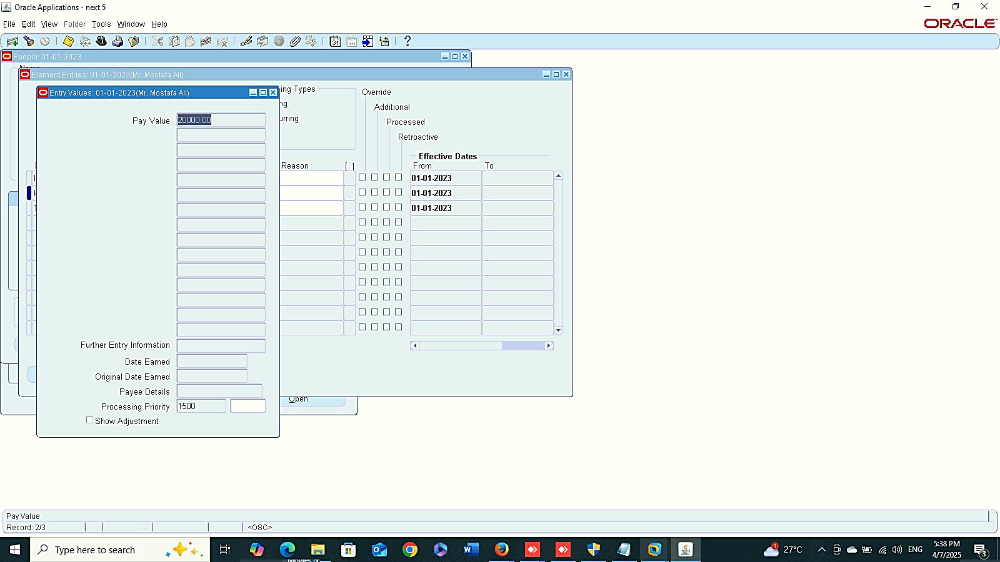 Oracle Applications - next 5
File Edit View Folder Tools Window Help
ORACLE
People: 01-01-2023
Element Entries: 01-01-2023(Mr. Mostafa Ali)
Entry Values: 01-01-2023(Mr. Mostafa Ali)
Pay Value 20000.00
Further Entry Information
Date Earned
Original Date Earned
Payee Details
Processing Priority 1500
Show Adjustment
Override
Additional
Processed
Retroactive
Types
Effective Dates
Reason [ ] From To
01-01-2023
01-01-2023
01-01-2023
Open
Pay Value
Record: 2/3 ... <OSC>
Type here to search
27°C
ENG
5:38 PM
4/7/2025
3
1
31